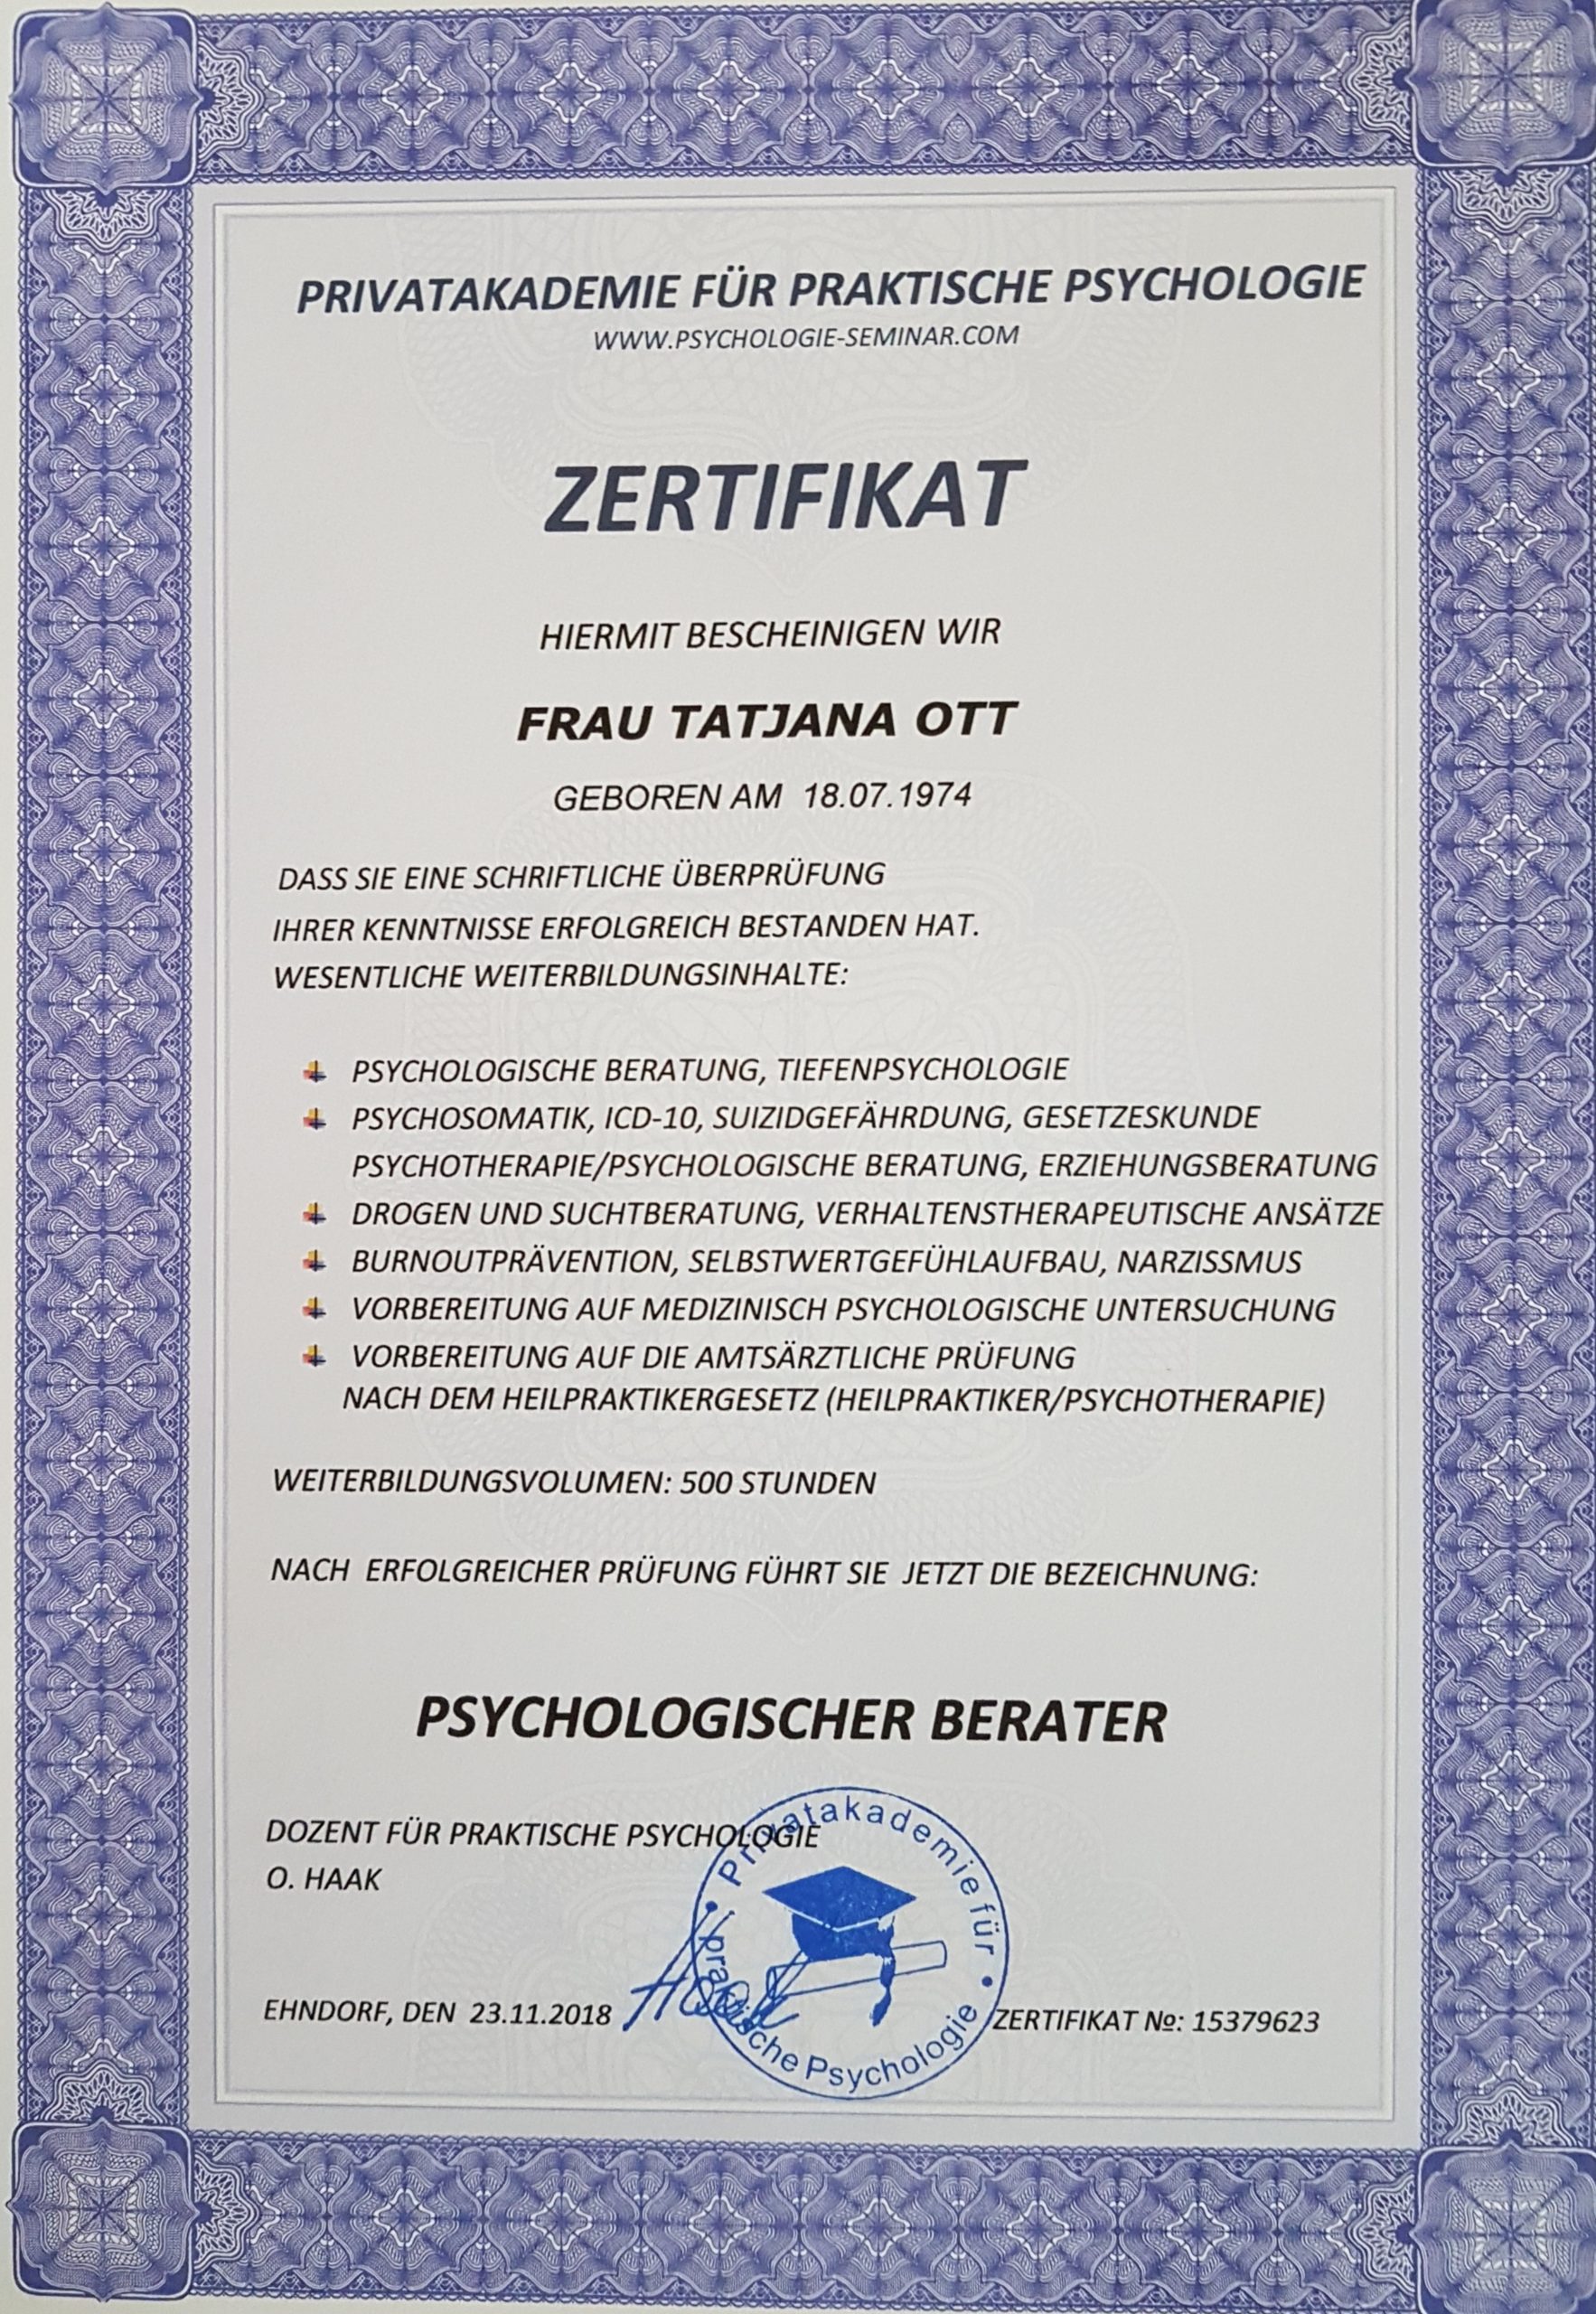 PRIVATAKADEMIE FÜR PRAKTISCHE PSYCHOLOGIE
WWW.PSYCHOLOGIE-SEMINAR.COM
ZERTIFIKAT
HIERMIT BESCHEINIGEN WIR
FRAU TATJANA OTT
GEBOREN AM 18.07.1974
DASS SIE EINE SCHRIFTLICHE ÜBERPRÜFUNG
IHRER KENNTNISSE ERFOLGREICH BESTANDEN HAT.
WESENTLICHE WEITERBILDUNGSINHALTE:
PSYCHOLOGISCHE BERATUNG, TIEFENPSYCHOLOGIE
PSYCHOSOMATIK, ICD-10, SUIZIDGEFÄHRDUNG, GESETZESKUNDE
PSYCHOTHERAPIE/PSYCHOLOGISCHE BERATUNG, ERZIEHUNGSBERATUNG
DROGEN UND SUCHTBERATUNG, VERHALTENSTHERAPEUTISCHE ANSÄTZE
BURNOUTPRÄVENTION, SELBSTWERTGEFÜHLAUFBAU, NARZISSMUS
VORBEREITUNG AUF MEDIZINISCH PSYCHOLOGISCHE UNTERSUCHUNG
VORBEREITUNG AUF DIE AMTSÄRZTLICHE PRÜFUNG
NACH DEM HEILPRAKTIKERGESETZ (HEILPRAKTIKER/PSYCHOTHERAPIE)
WEITERBILDUNGSVOLUMEN: 500 STUNDEN
NACH ERFOLGREICHER PRÜFUNG FÜHRT SIE JETZT DIE BEZEICHNUNG:
PSYCHOLOGISCHER BERATER
DOZENT FÜR PRAKTISCHE PSYCHOLOGIE
O. HAAK
Privatakademie für
praktische Psychologie
EHNDORF, DEN 23.11.2018
ZERTIFIKAT №: 15379623